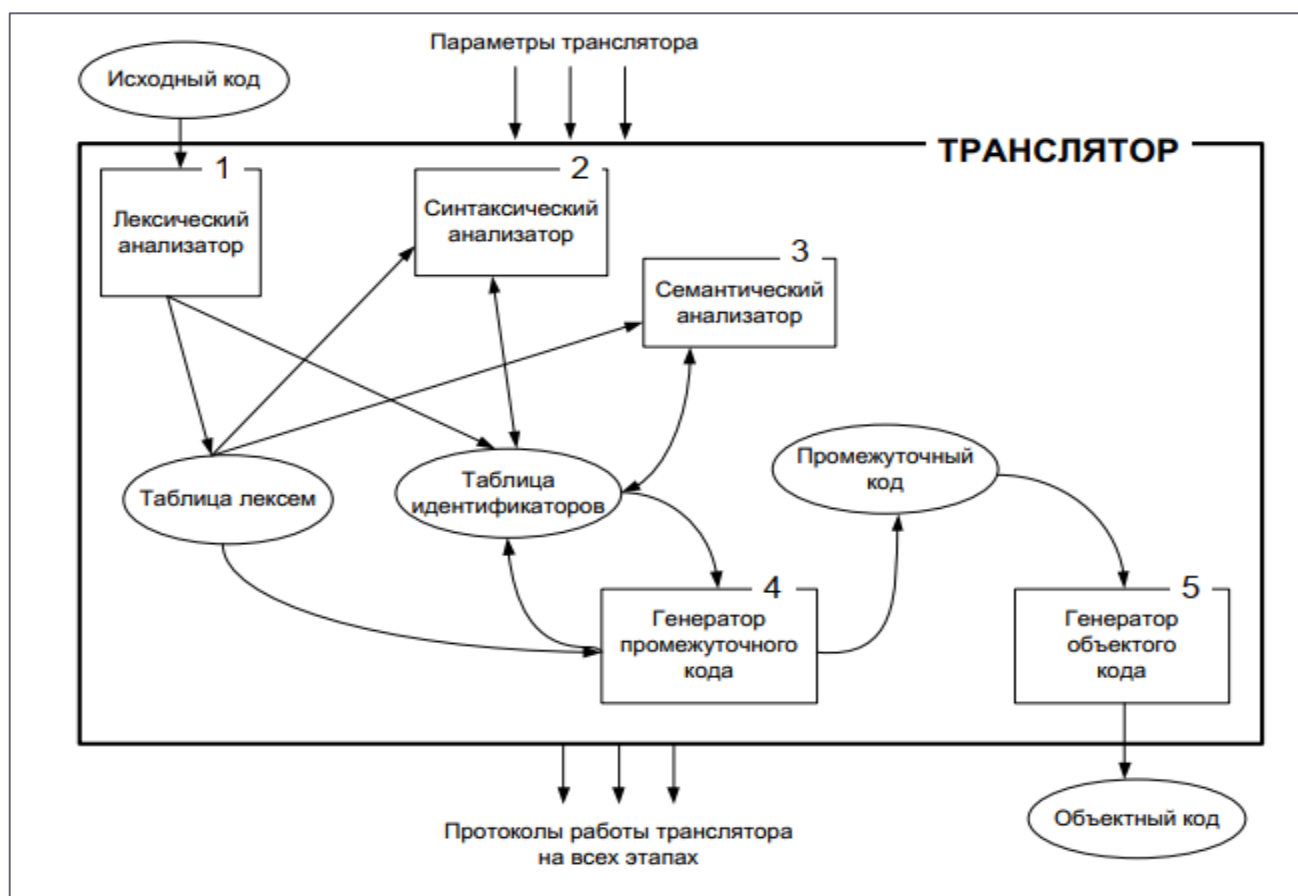 Параметры транслятора
Исходный код
ТРАНСЛЯТОР
1
Лексический
анализатор
2
Синтаксический
анализатор
3
Семантический
анализатор
Таблица лексем
Таблица
идентификаторов
Промежуточный
код
4
Генератор
промежуточного
кода
5
Генератор
объектого
кода
Протоколы работы транслятора
на всех этапах
Объектный код